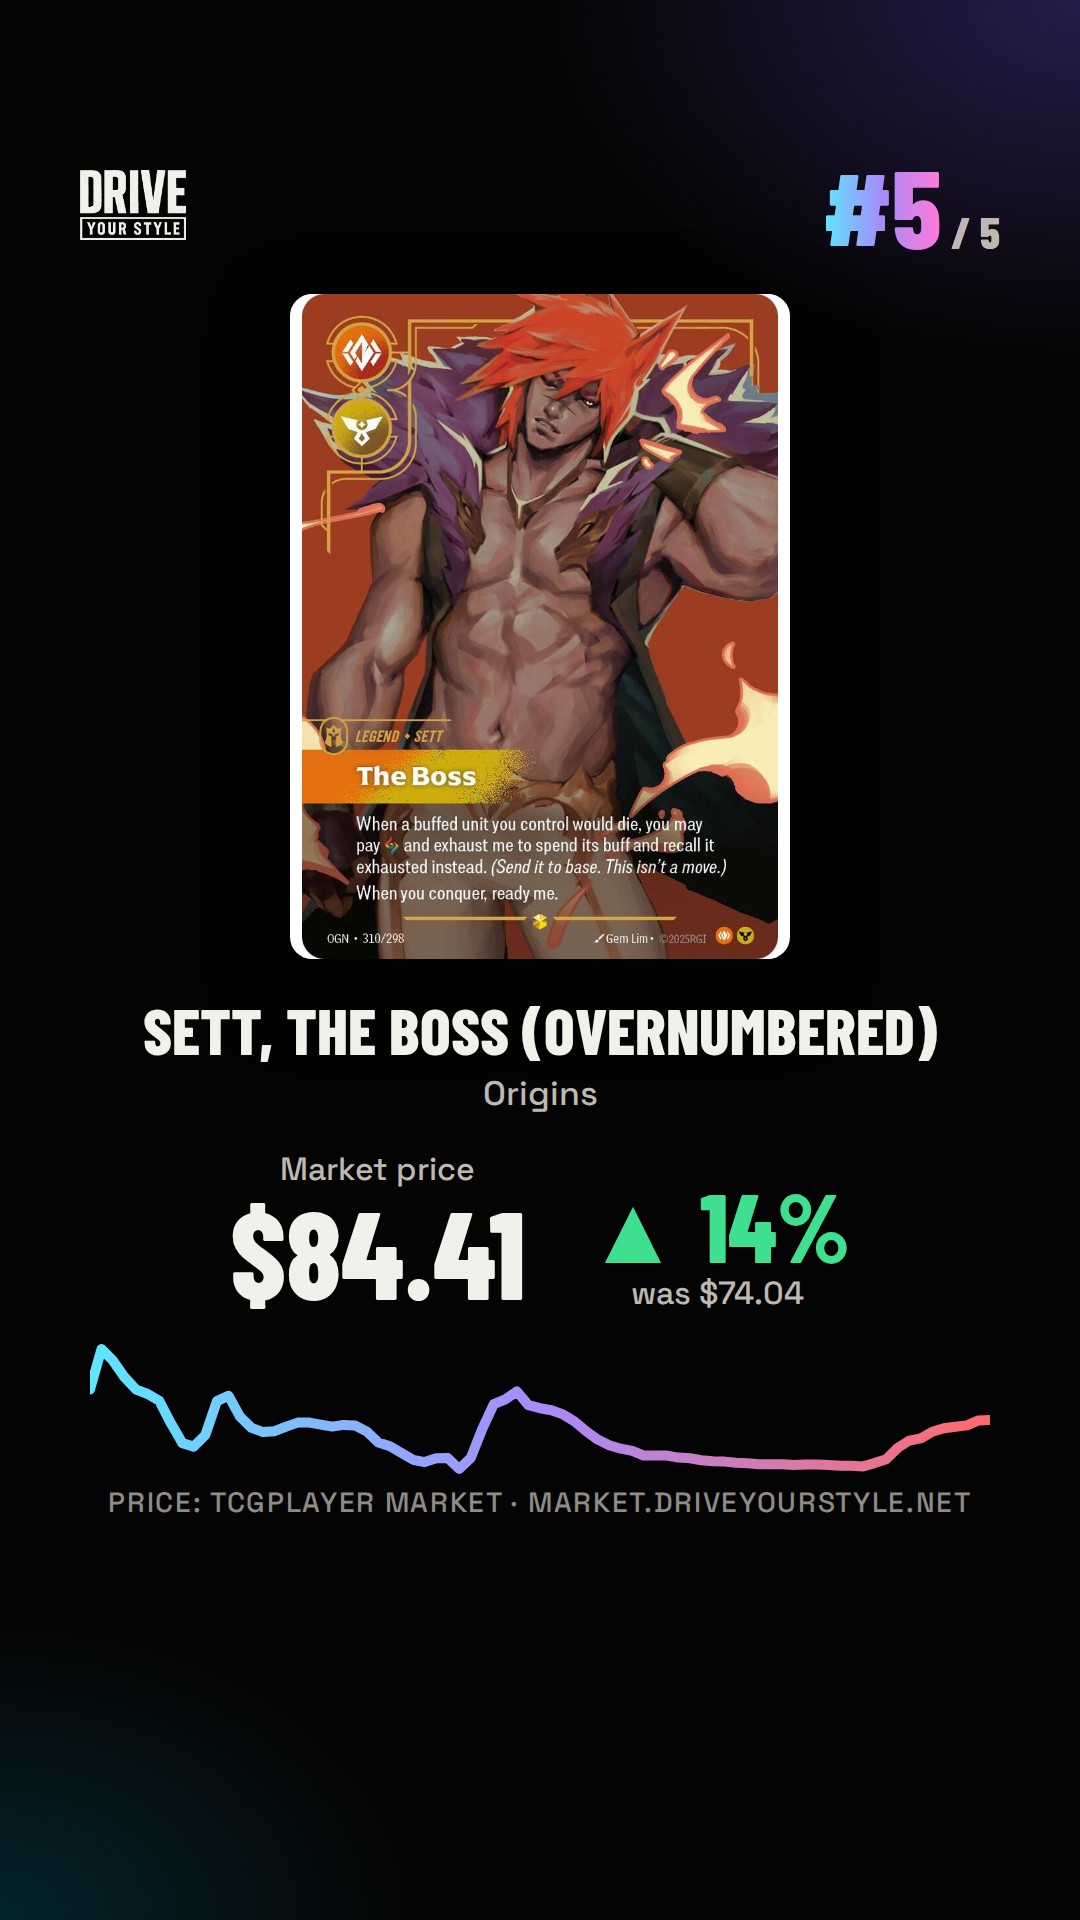 DRIVE
YOUR STYLE
#5 / 5
LEGEND • SETT
The Boss
When a buffed unit you control would die, you may
pay and exhaust me to spend its buff and recall it
exhausted instead. (Send it to base. This isn't a move.)
When you conquer, ready me.
OGN • 310/298
Gem Lim • ©2025RGI
SETT, THE BOSS (OVERNUMBERED)
Origins
Market price
$84.41
▲ 14%
was $74.04
PRICE: TCGPLAYER MARKET · MARKET.DRIVEYOURSTYLE.NET